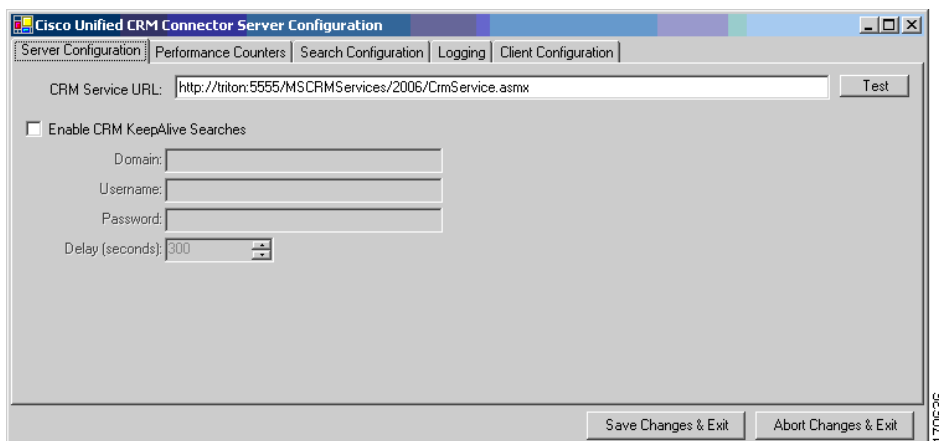 Cisco Unified CRM Connector Server Configuration
Server Configuration Performance Counters Search Configuration Logging Client Configuration
CRM Service URL: http://triton:5555/MSCRMServices/2006/CrmService.asmx Test
Enable CRM KeepAlive Searches
Domain:
Username:
Password:
Delay (seconds): 300
Save Changes & Exit Abort Changes & Exit